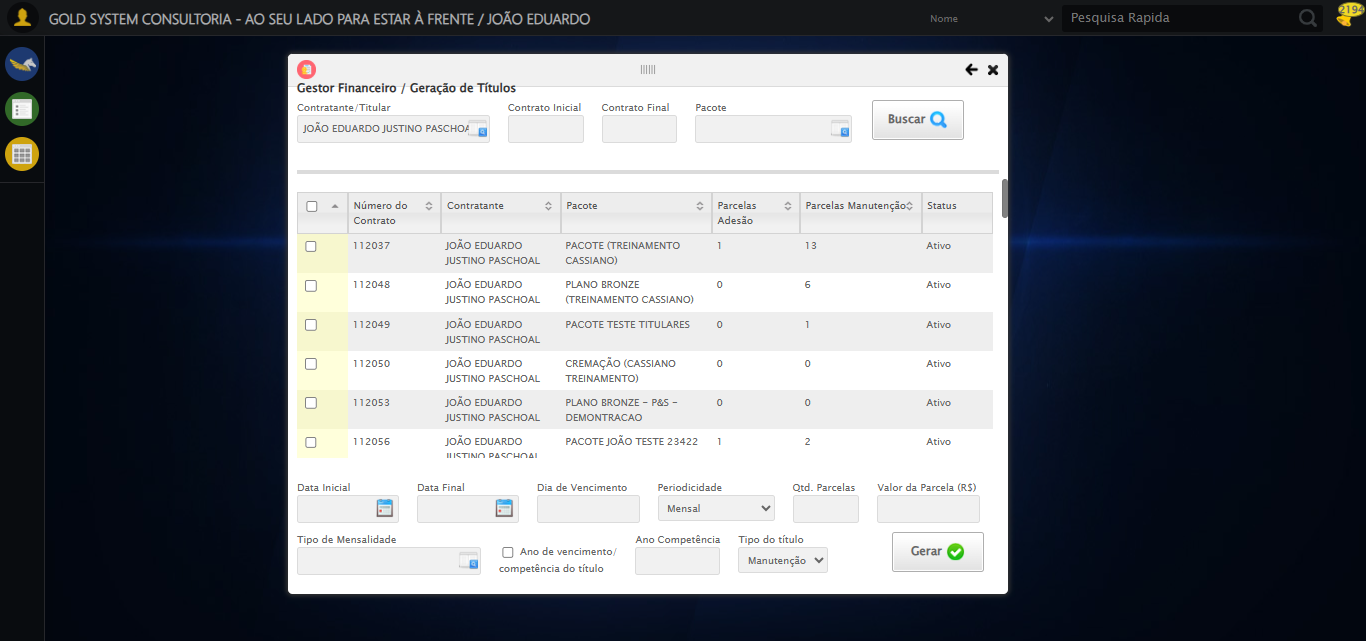 GOLD SYSTEM CONSULTORIA - AO SEU LADO PARA ESTAR À FRENTE / JOÃO EDUARDO
Nome
Pesquisa Rapida
2194
Gestor Financeiro / Geração de Títulos
Contratante/Titular
Contrato Inicial
Contrato Final
Pacote
JOÃO EDUARDO JUSTINO PASCHOA
Buscar
Número do Contrato
Contratante
Pacote
Parcelas Adesão
Parcelas Manutenção
Status
112037 JOÃO EDUARDO PACOTE (TREINAMENTO 1 13 Ativo
JUSTINO PASCHOAL CASSIANO)
112048 JOÃO EDUARDO PLANO BRONZE 0 6 Ativo
JUSTINO PASCHOAL (TREINAMENTO CASSIANO)
112049 JOÃO EDUARDO PACOTE TESTE TITULARES 0 1 Ativo
JUSTINO PASCHOAL
112050 JOÃO EDUARDO CREMAÇÃO (CASSIANO 0 0 Ativo
JUSTINO PASCHOAL TREINAMENTO)
112053 JOÃO EDUARDO PLANO BRONZE - P&S - 0 0 Ativo
JUSTINO PASCHOAL DEMONTRACAO
112056 JOÃO EDUARDO PACOTE JOÃO TESTE 23422 1 2 Ativo
JUSTINO PASCHOAL
Data Inicial
Data Final
Dia de Vencimento
Periodicidade
Qtd. Parcelas
Valor da Parcela (R$)
Mensal
Tipo de Mensalidade
Ano de vencimento/
competência do título
Ano Competência
Tipo do título
Manutenção
Gerar